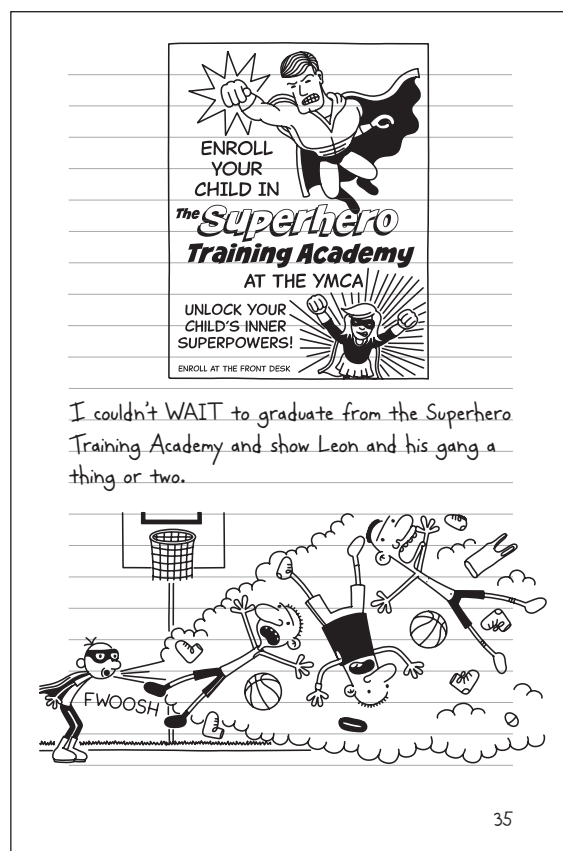 ENROLL
YOUR
CHILD IN
The Superhero
Training Academy
AT THE YMCA
UNLOCK YOUR
CHILD'S INNER
SUPERPOWERS!
ENROLL AT THE FRONT DESK
I couldn't WAIT to graduate from the Superhero
Training Academy and show Leon and his gang a
thing or two.
FWOOSH
35